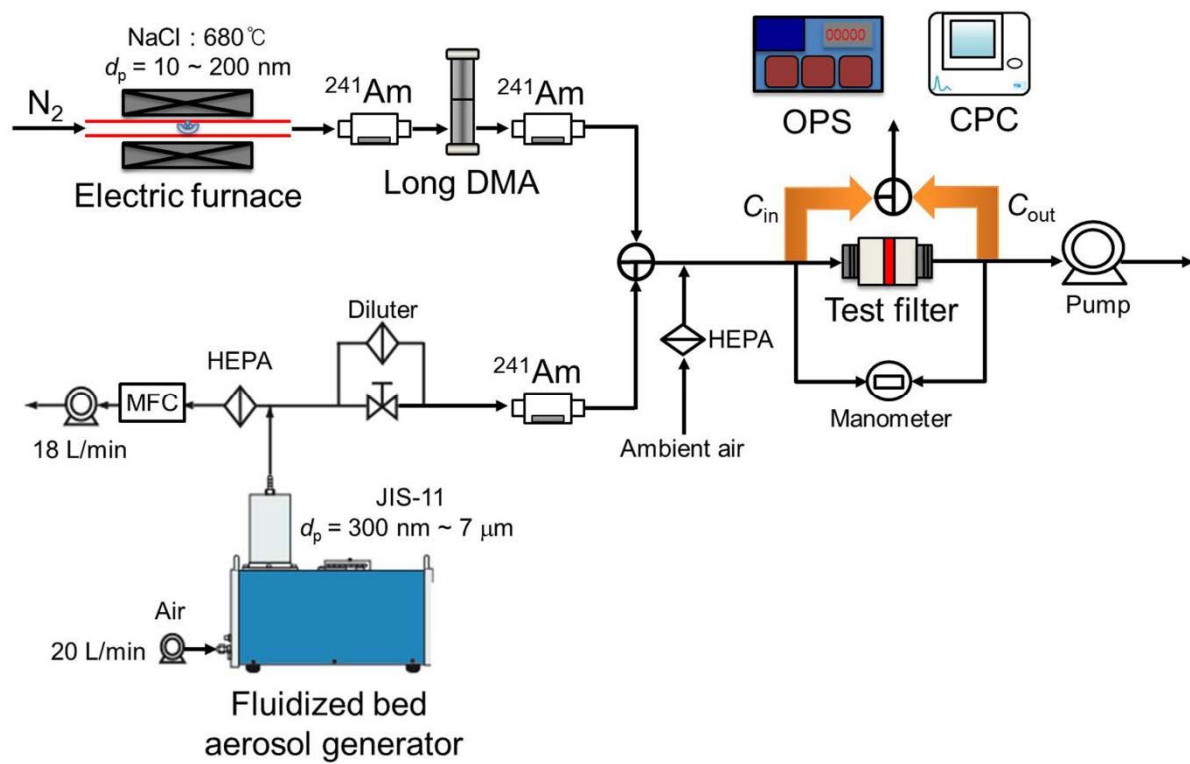 NaCl : 680℃
dp = 10 ~ 200 nm
N2
Electric furnace
241Am
Long DMA
241Am
00000
OPS
CPC
Cin
Cout
Test filter
Pump
Manometer
HEPA
Ambient air
Diluter
HEPA
MFC
18 L/min
241Am
JIS-11
dp = 300 nm ~ 7 μm
Air
20 L/min
Fluidized bed
aerosol generator